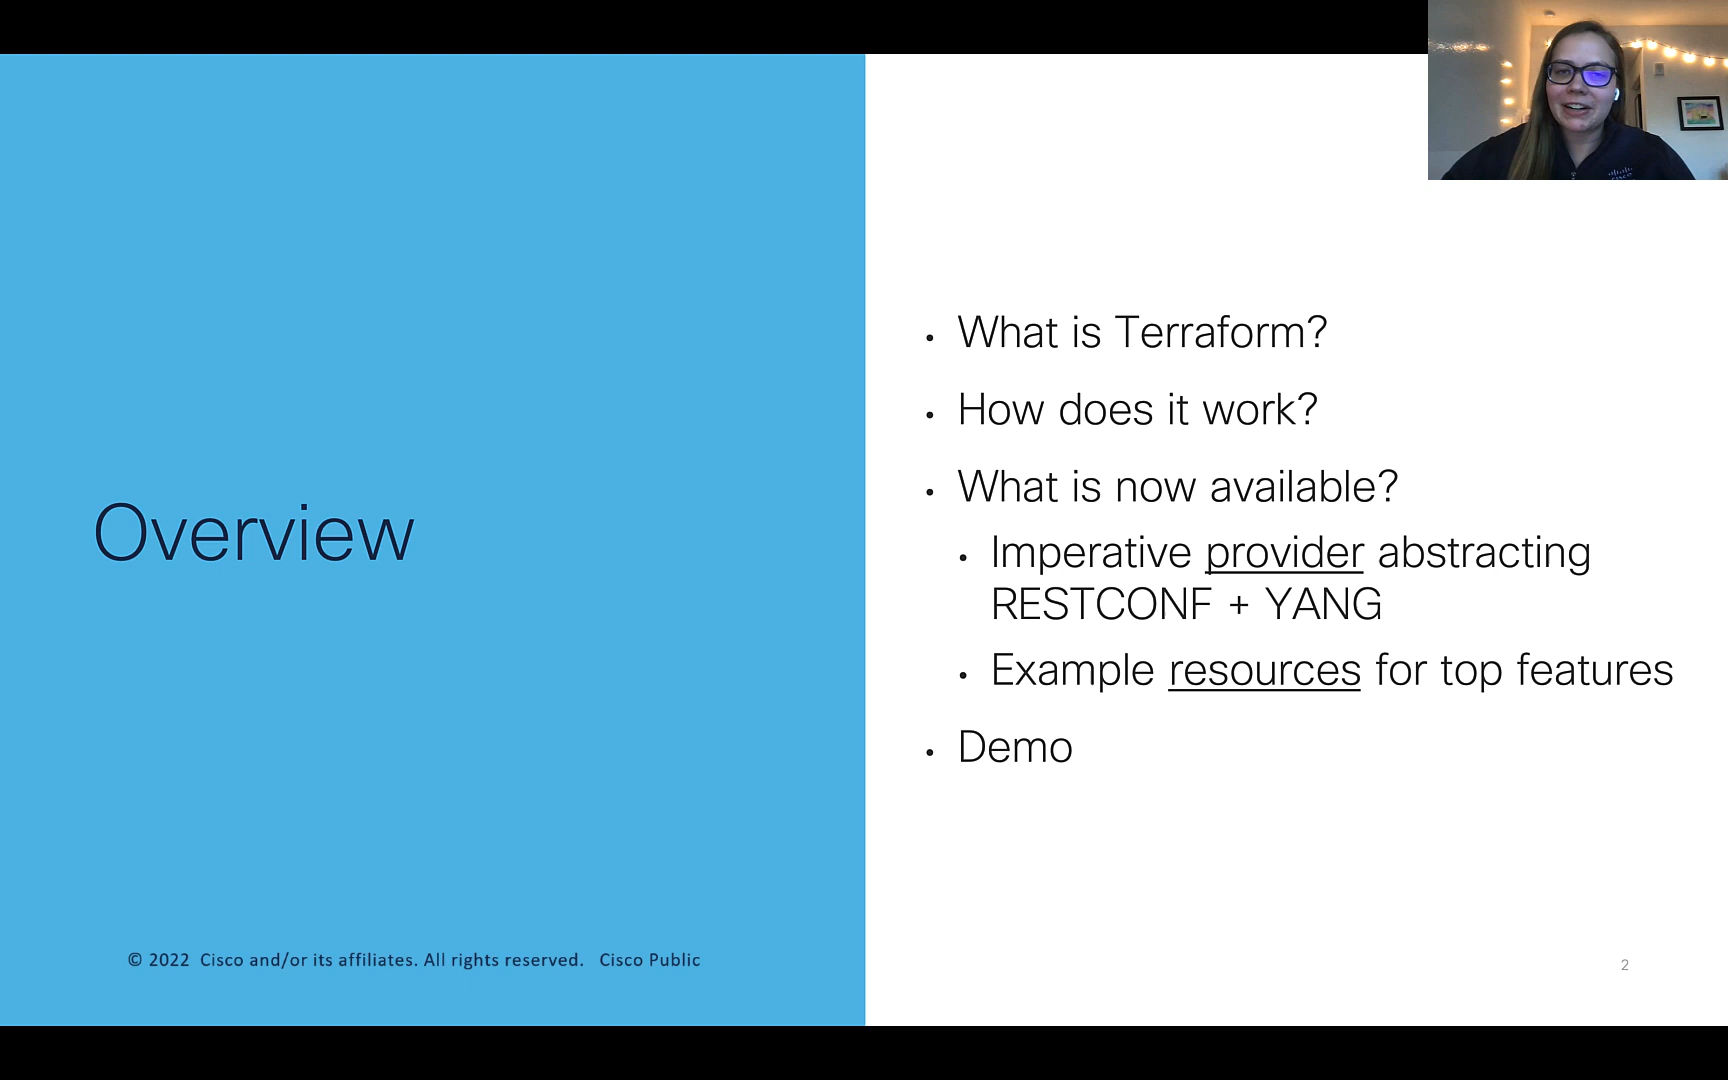 Overview
• What is Terraform?
• How does it work?
• What is now available?
• Imperative provider abstracting
RESTCONF + YANG
• Example resources for top features
• Demo
© 2022 Cisco and/or its affiliates. All rights reserved. Cisco Public
2
cisco